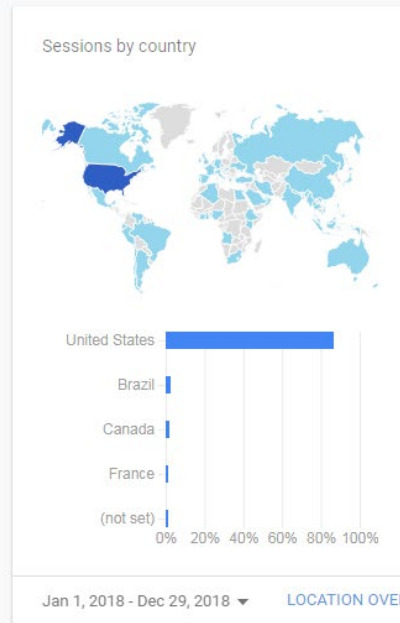 Sessions by country
United States
Brazil
Canada
France
(not set)
0% 20% 40% 60% 80% 100%
Jan 1, 2018 - Dec 29, 2018 LOCATION OVE